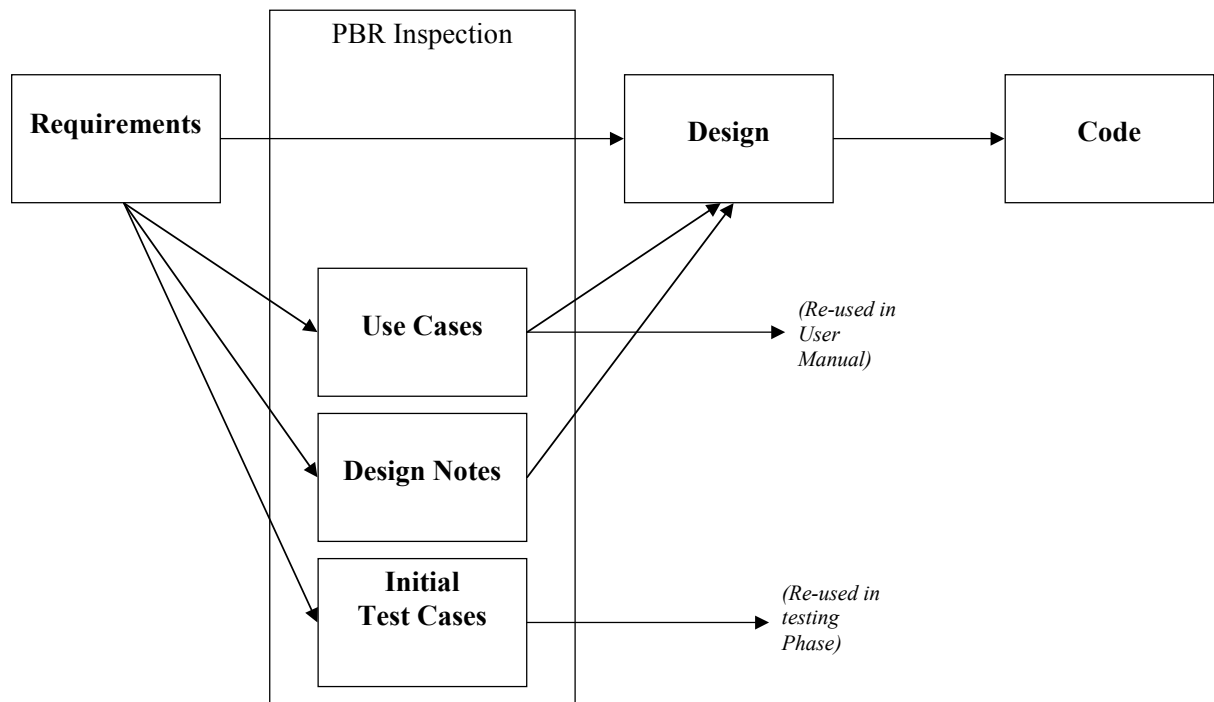 PBR Inspection
Requirements
Design
Code
Use Cases
(Re-used in
User
Manual)
Design Notes
Initial
Test Cases
(Re-used in
testing
Phase)